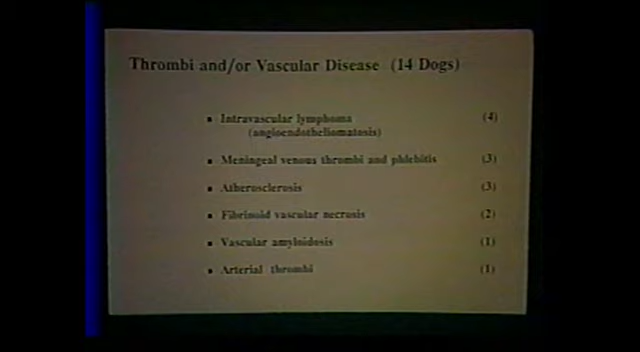 Thrombi and/or Vascular Disease (14 Dogs)
▪ Intravascular lymphoma (4)
(angioendotheliomatosis)
▪ Meningeal venous thrombi and phlebitis (3)
▪ Atherosclerosis (3)
▪ Fibrinoid vascular necrosis (2)
▪ Vascular amyloidosis (1)
▪ Arterial thrombi (1)